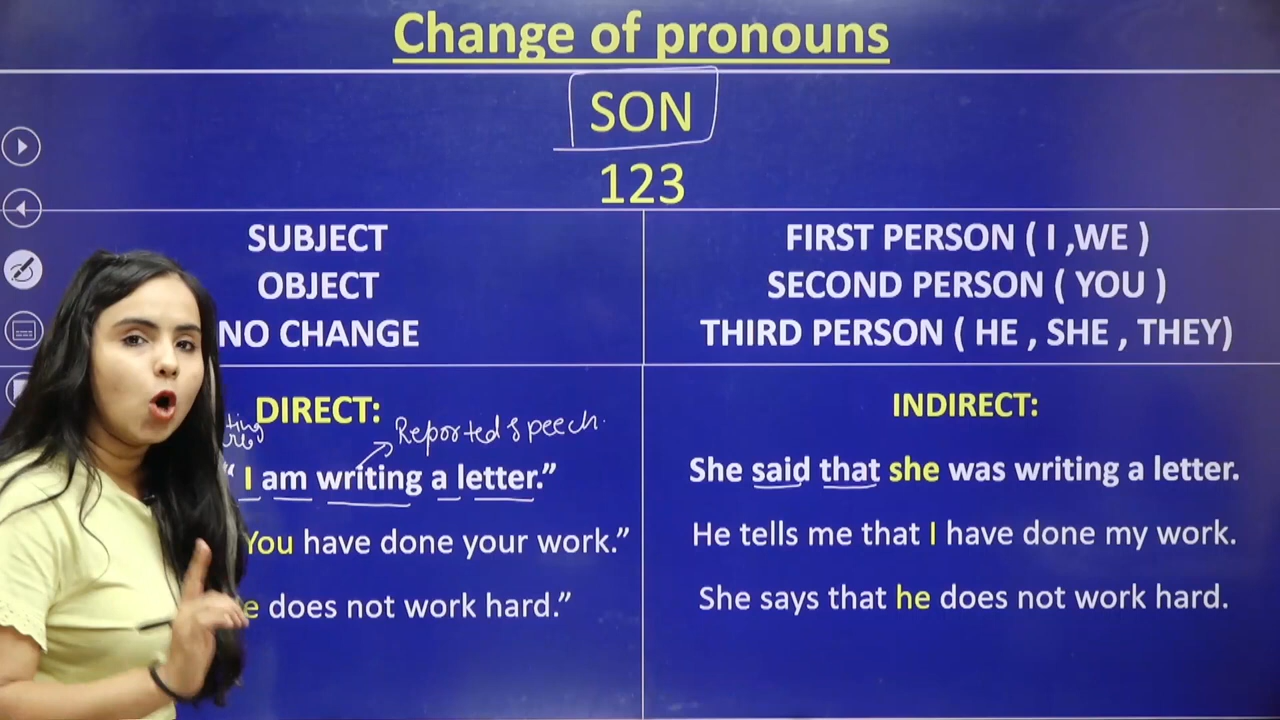 Change of pronouns
SON
123
SUBJECT
OBJECT
NO CHANGE
FIRST PERSON ( I ,WE )
SECOND PERSON ( YOU )
THIRD PERSON ( HE , SHE , THEY)
DIRECT:
Reported speech.
“ I am writing a letter.”
You have done your work.”
does not work hard.”
INDIRECT:
She said that she was writing a letter.
He tells me that I have done my work.
She says that he does not work hard.